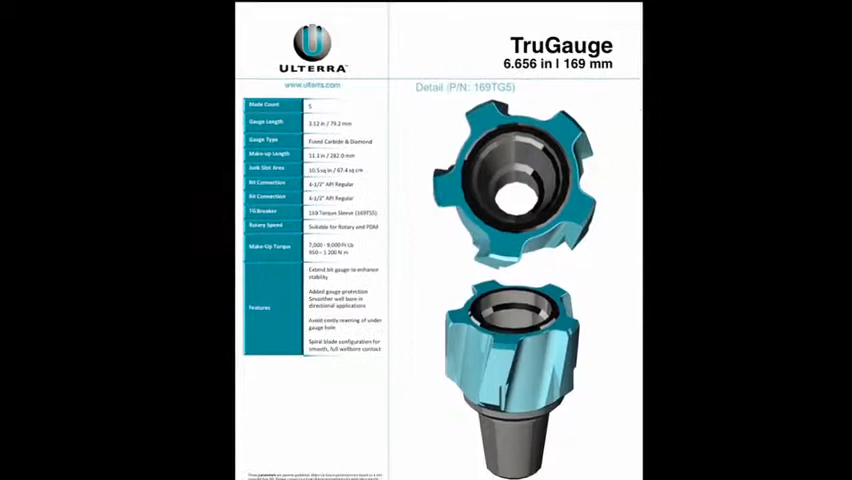 ULTERRA™
www.ulterra.com
TruGauge
6.656 in | 169 mm
Detail (P/N: 169TG5)
Blade Count 5
Gauge Length 3.12 in / 79.2 mm
Gauge Type Fused Carbide & Diamond
Make-up Length 11.1 in / 282.0 mm
Junk Slot Area 10.5 sq in / 67.4 sq cm
Bit Connection 4-1/2" API Regular
Bit Connection 4-1/2" API Regular
TG Breaker 169 Torque Sleeve (169TS5)
Rotary Speed Suitable for Rotary and PDM
Make-Up Torque 7,000 - 9,000 Ft Lb
950 – 1 200 N m
Features
Extend bit gauge to enhance
stability
Added gauge protection
Smoother well bore in
directional applications
Avoid costly reaming of under
gauge hole
Spiral blade configuration for
smooth, full wellbore contact